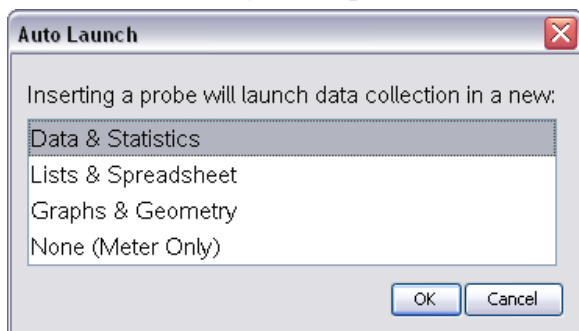 Auto Launch
Inserting a probe will launch data collection in a new:
Data & Statistics
Lists & Spreadsheet
Graphs & Geometry
None (Meter Only)
OK Cancel